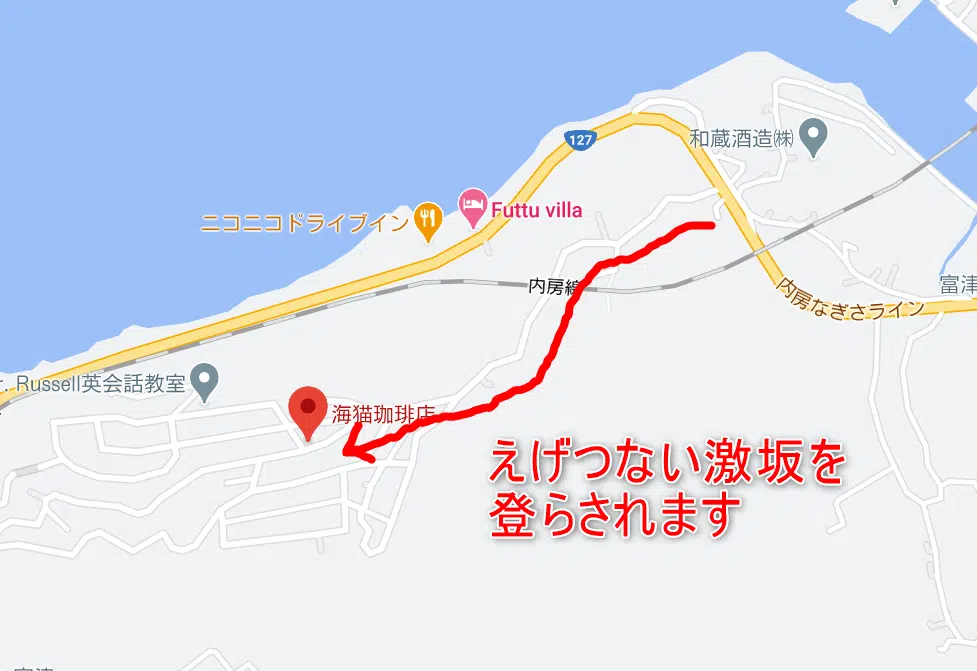 127
和蔵酒造㈱
ニコニコドライブイン
Futtu villa
内房線
内房なぎさライン
富津
r. Russell英会話教室
海猫珈琲店
えげつない激坂を
登らされます